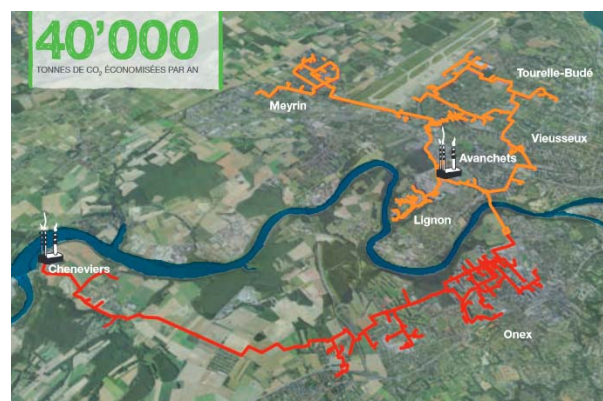 40'000
TONNES DE CO₂ ÉCONOMISÉES PAR AN
Tourelle-Budé
Meyrin
Vieusseux
Avanchets
Lignon
Cheneviers
Onex